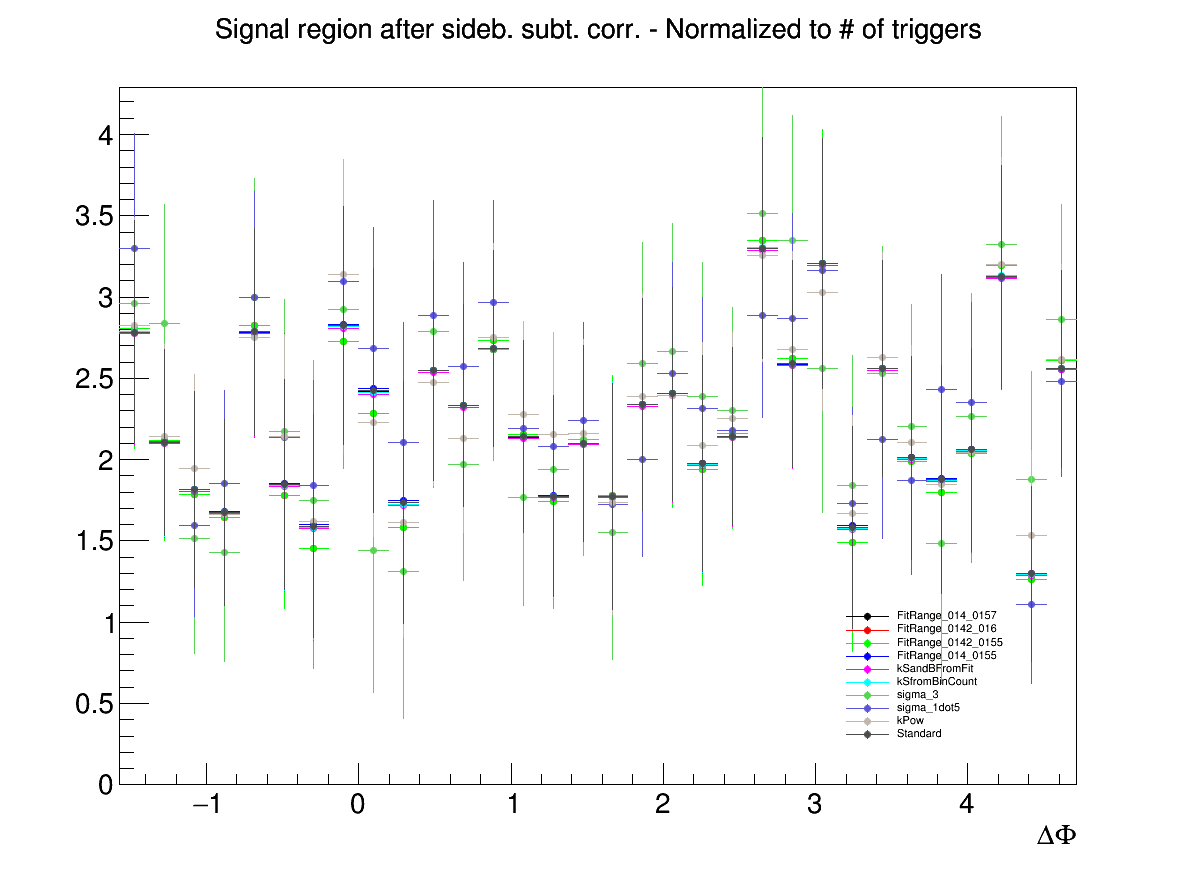 Signal region after sideb. subt. corr. - Normalized to # of triggers
4
3.5
3
2.5
2
1.5
1
0.5
0
−1 0 1 2 3 4
ΔΦ
FitRange_014_0157
FitRange_0142_016
FitRange_0142_0155
FitRange_014_0155
kSandBFromFit
kSfromBinCount
sigma_3
sigma_1dot5
kPow
Standard